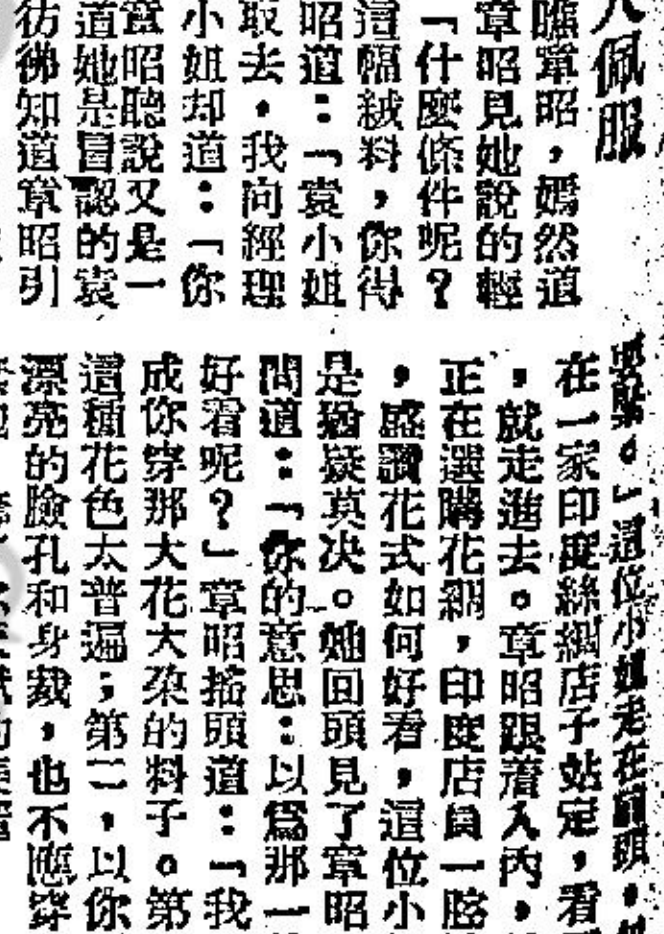 人佩服
瞧章昭，嫣然道
章昭見她說的輕
「什麼條件呢？
這幅絨料，你得
昭道：「袁小姐
取去，我向經理
小姐却道：「你
章昭聽說又是一
道她是冒認的袁
彷彿知道章昭引
要緊。」這位小姐走在前頭，
在一家印度絲綢店子站定，看
，就走進去。章昭跟着入內，
正在選購花綢，印度店員一
，盛讚花式如何好看，這位小
是猶疑莫决。她回頭見了章昭
問道：「你的意思：以爲那一
好看呢？」章昭搖頭道：「我
成你穿那大花大朶的料子。第
這種花色太普遍；第二，以你
漂亮的臉孔和身裁，也不應穿